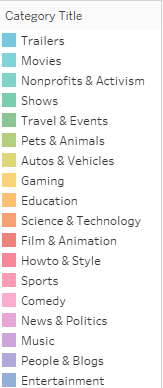 Category Title
Trailers
Movies
Nonprofits & Activism
Shows
Travel & Events
Pets & Animals
Autos & Vehicles
Gaming
Education
Science & Technology
Film & Animation
Howto & Style
Sports
Comedy
News & Politics
Music
People & Blogs
Entertainment